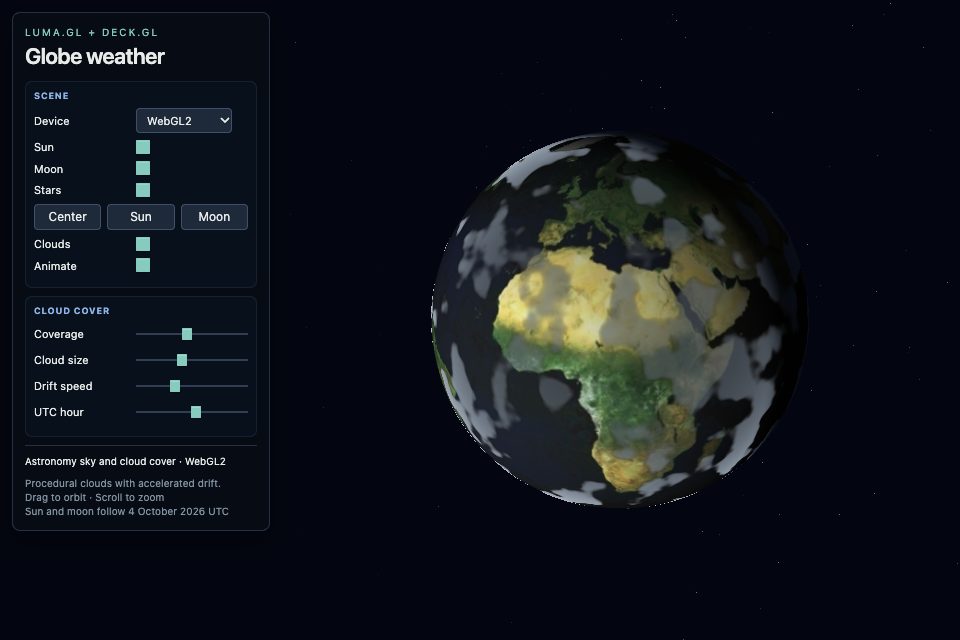 LUMA.GL + DECK.GL
Globe weather
SCENE
Device WebGL2
Sun
Moon
Stars
Center Sun Moon
Clouds
Animate
CLOUD COVER
Coverage
Cloud size
Drift speed
UTC hour
Astronomy sky and cloud cover · WebGL2
Procedural clouds with accelerated drift.
Drag to orbit · Scroll to zoom
Sun and moon follow 4 October 2026 UTC